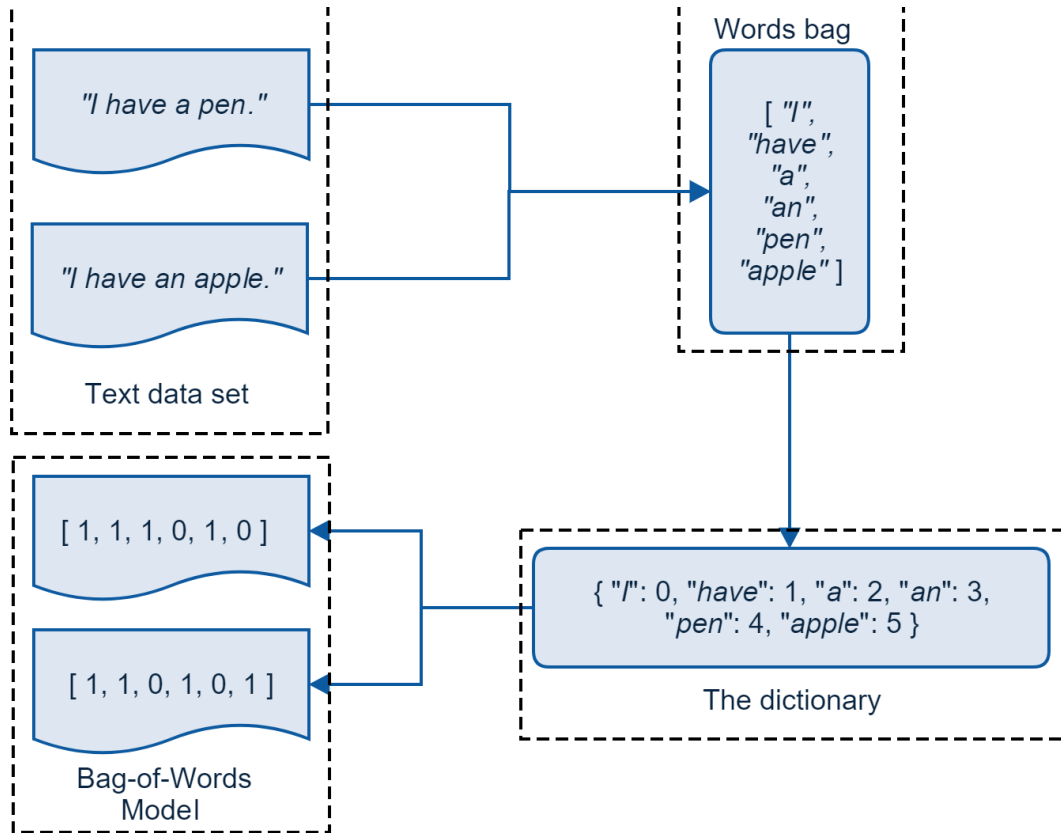 "I have a pen."
"I have an apple."
Text data set
Words bag
[ "I",
"have",
"a",
"an",
"pen",
"apple" ]
{ "I": 0, "have": 1, "a": 2, "an": 3,
"pen": 4, "apple": 5 }
The dictionary
[ 1, 1, 1, 0, 1, 0 ]
[ 1, 1, 0, 1, 0, 1 ]
Bag-of-Words
Model